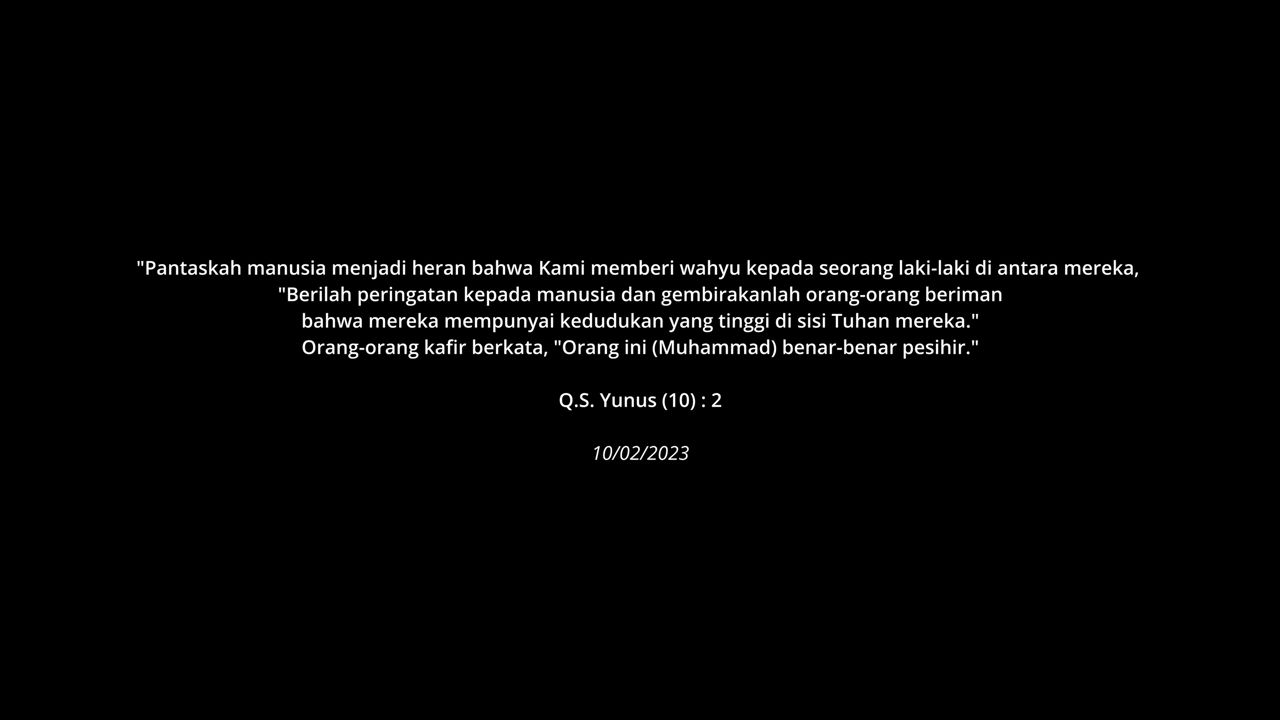 "Pantaskah manusia menjadi heran bahwa Kami memberi wahyu kepada seorang laki-laki di antara mereka,
"Berilah peringatan kepada manusia dan gembirakanlah orang-orang beriman
bahwa mereka mempunyai kedudukan yang tinggi di sisi Tuhan mereka."
Orang-orang kafir berkata, "Orang ini (Muhammad) benar-benar pesihir."
Q.S. Yunus (10) : 2
10/02/2023